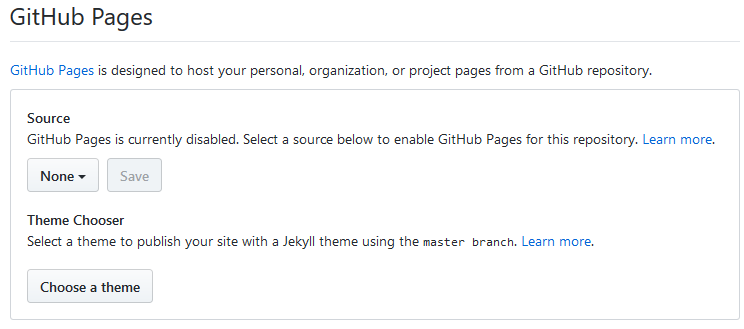 GitHub Pages
GitHub Pages is designed to host your personal, organization, or project pages from a GitHub repository.
Source
GitHub Pages is currently disabled. Select a source below to enable GitHub Pages for this repository. Learn more.
None Save
Theme Chooser
Select a theme to publish your site with a Jekyll theme using the master branch. Learn more.
Choose a theme